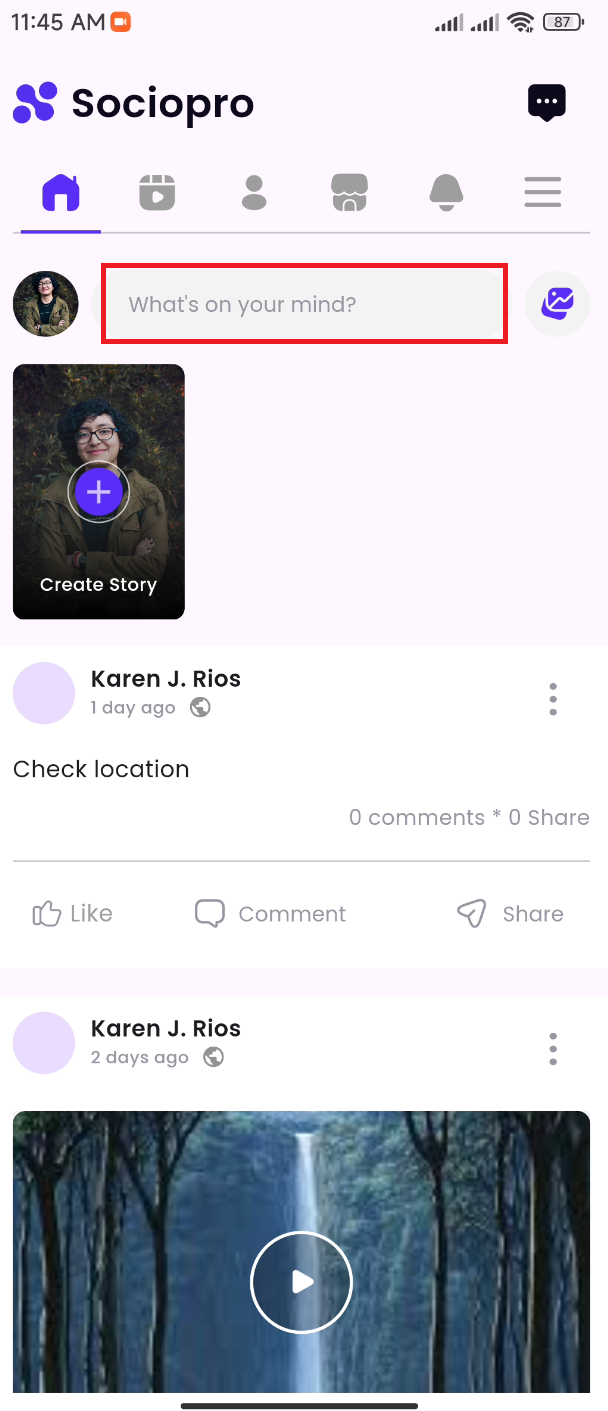 11:45 AM
87
Sociopro
What's on your mind?
Create Story
Karen J. Rios
1 day ago
Check location
0 comments * 0 Share
Like Comment Share
Karen J. Rios
2 days ago